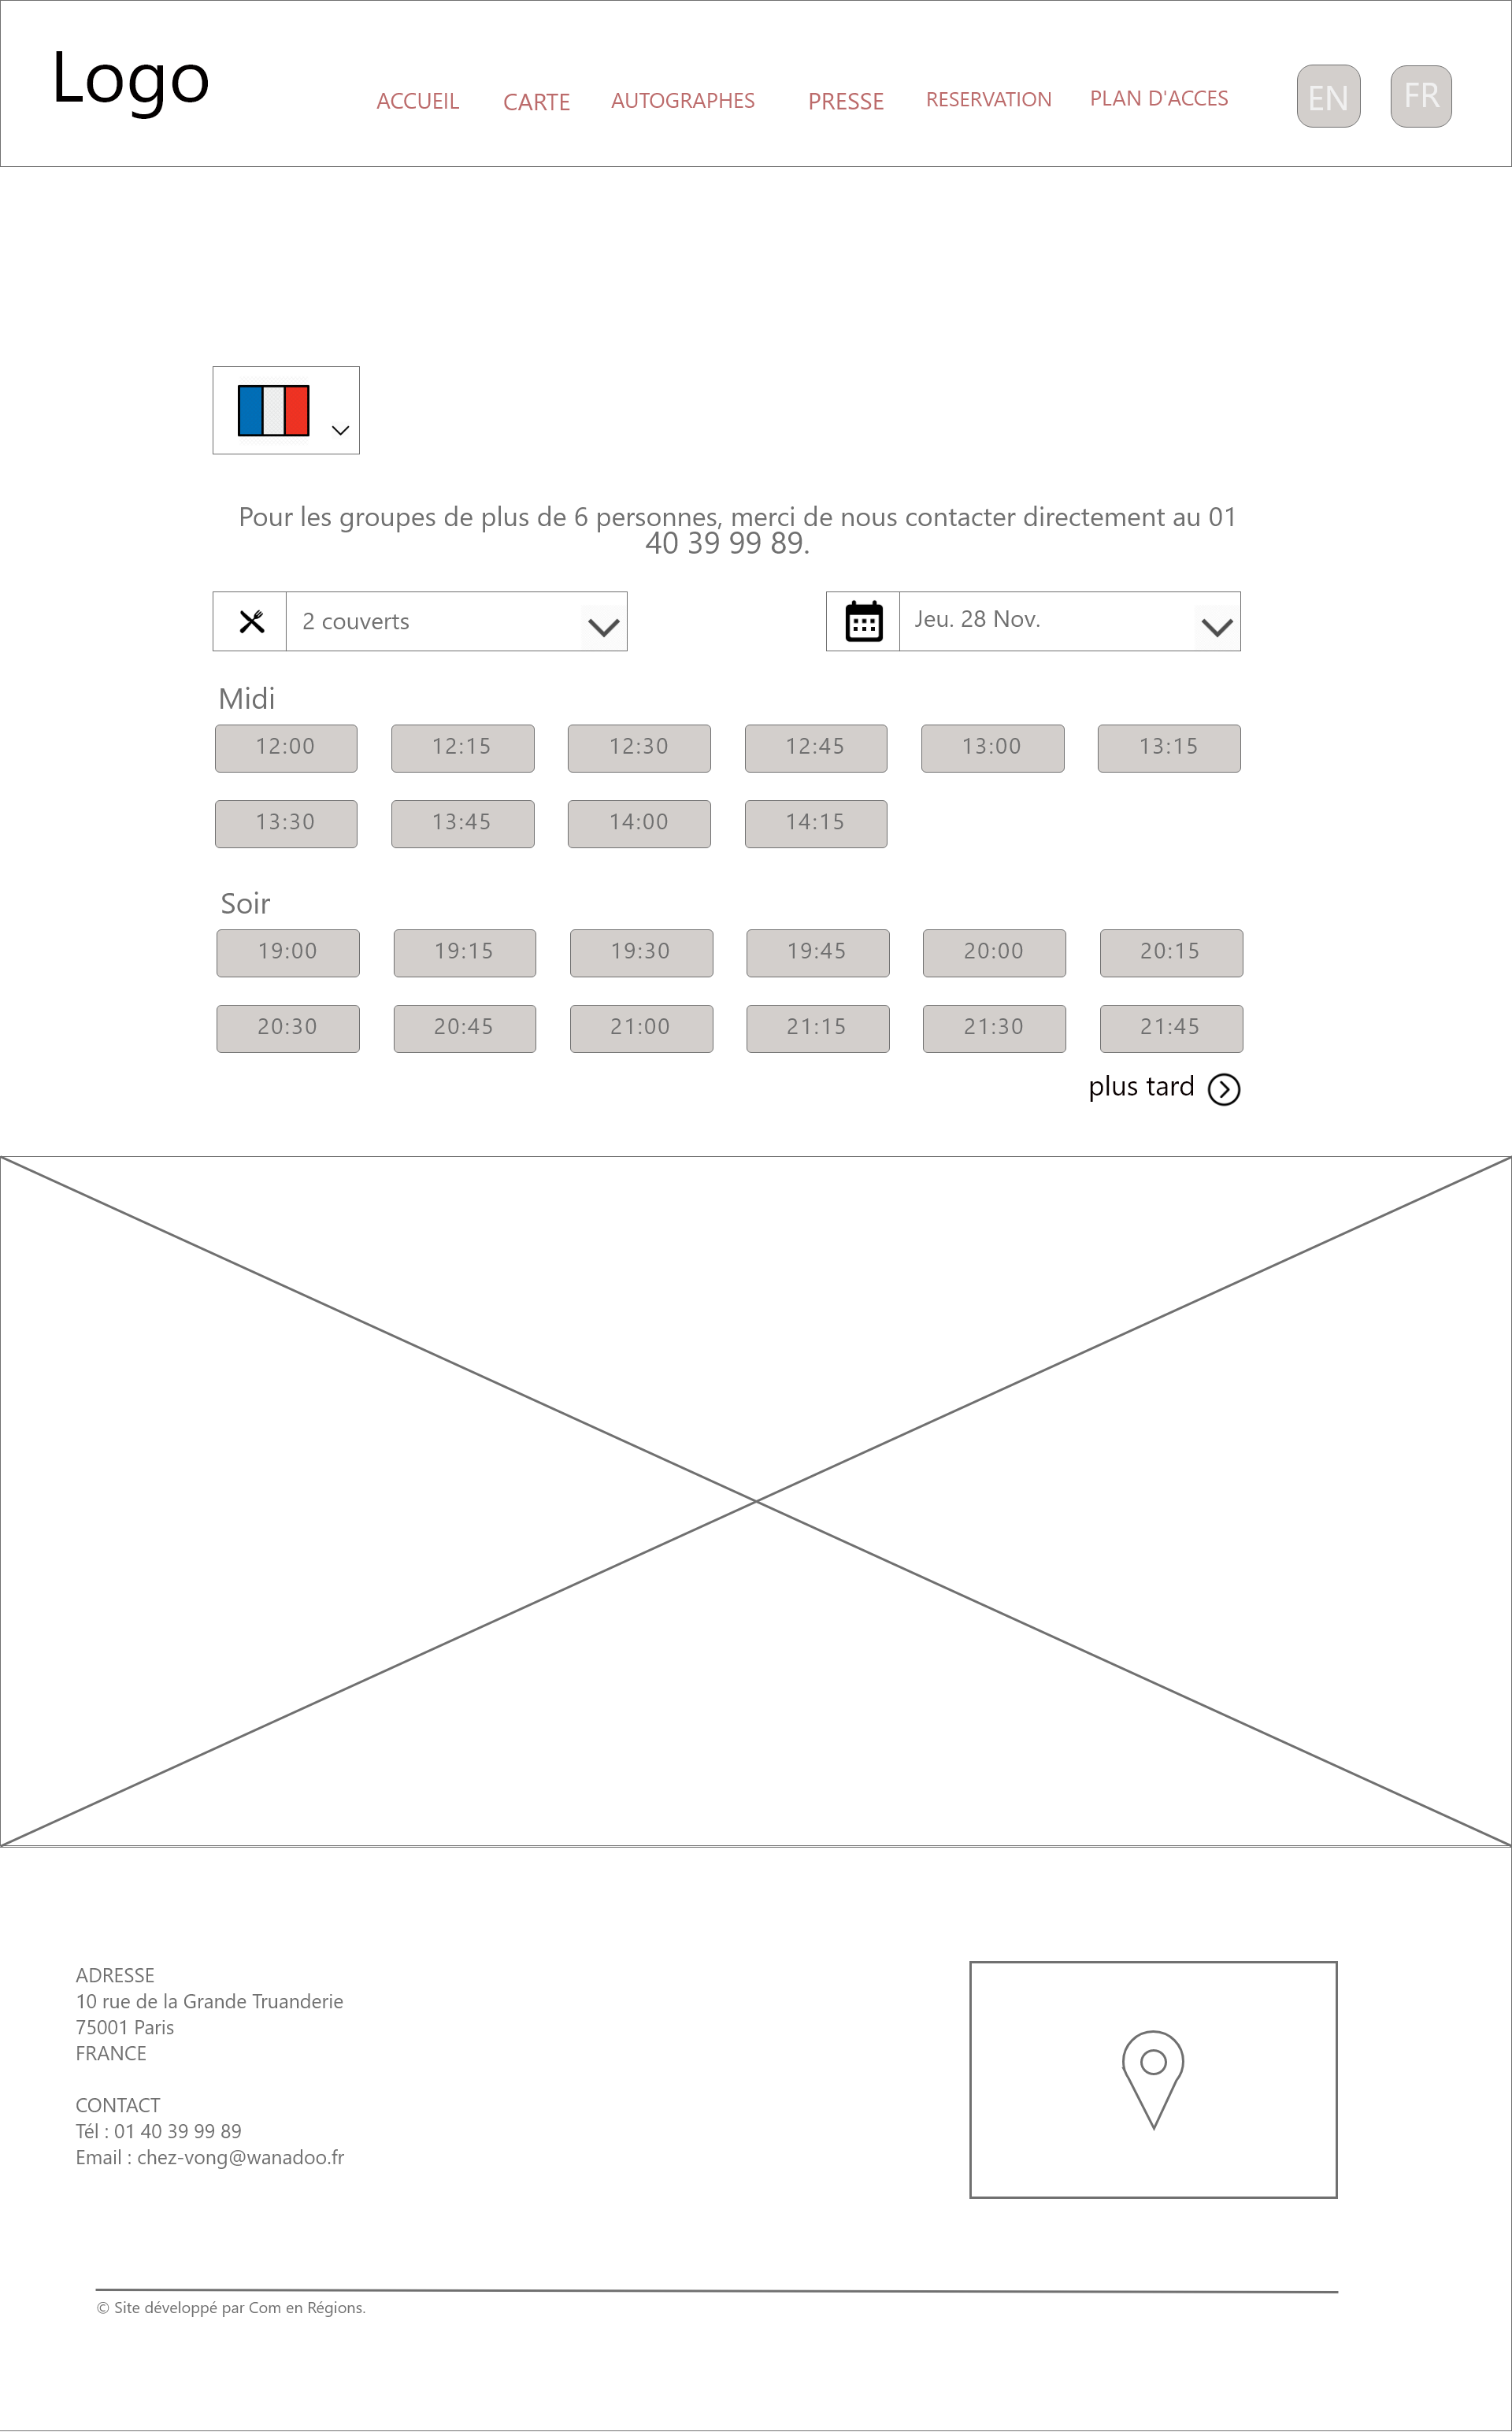 Logo
ACCUEIL CARTE AUTOGRAPHES PRESSE RESERVATION PLAN D'ACCES EN FR
Pour les groupes de plus de 6 personnes, merci de nous contacter directement au 01
40 39 99 89.
2 couverts Jeu. 28 Nov.
Midi
12:00 12:15 12:30 12:45 13:00 13:15
13:30 13:45 14:00 14:15
Soir
19:00 19:15 19:30 19:45 20:00 20:15
20:30 20:45 21:00 21:15 21:30 21:45
plus tard
ADRESSE
10 rue de la Grande Truanderie
75001 Paris
FRANCE
CONTACT
Tél : 01 40 39 99 89
Email : chez-vong@wanadoo.fr
© Site développé par Com en Régions.